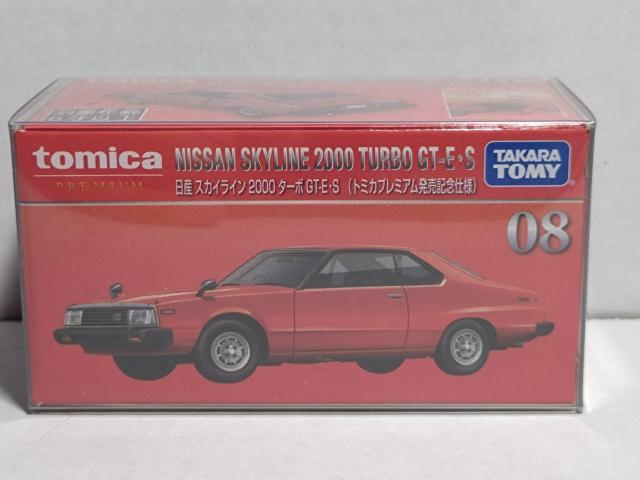 tomica
PREMIUM
NISSAN SKYLINE 2000 TURBO GT-E·S
日産 スカイライン 2000 ターボ GT-E·S (トミカプレミアム発売記念仕様)
TAKARA
TOMY
08